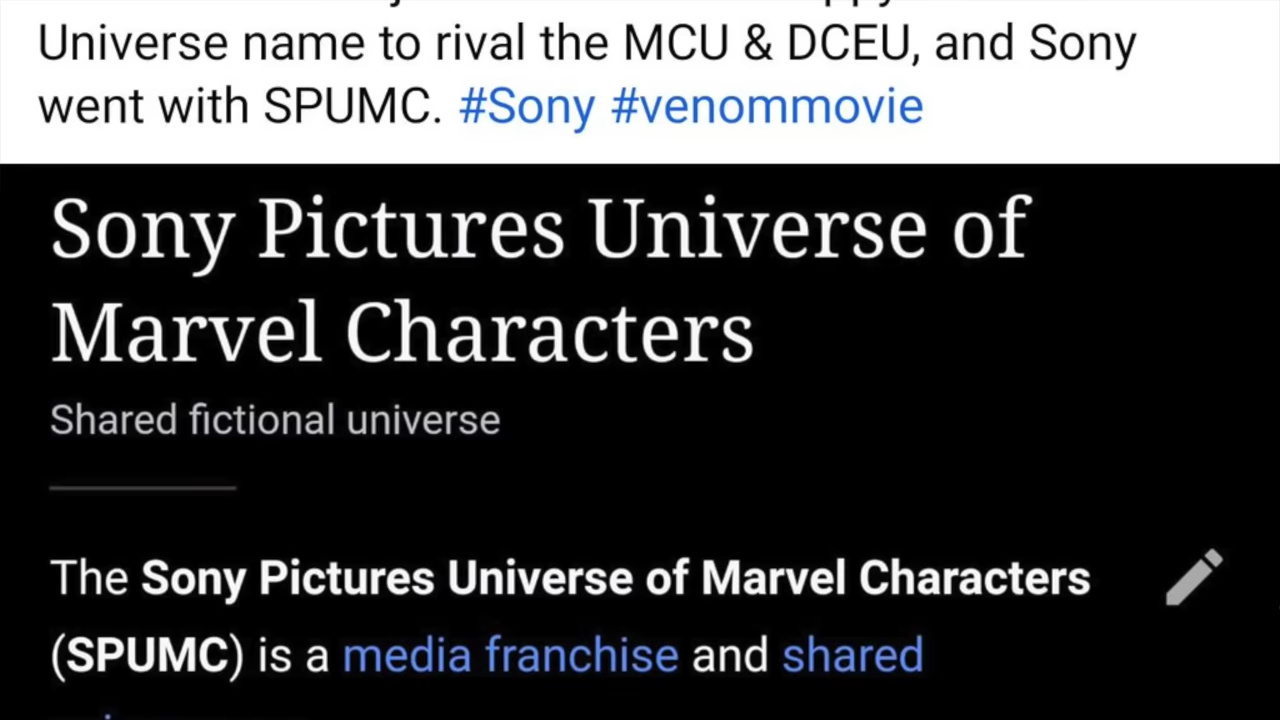 Universe name to rival the MCU & DCEU, and Sony
went with SPUMC. #Sony #venommovie
Sony Pictures Universe of
Marvel Characters
Shared fictional universe
The Sony Pictures Universe of Marvel Characters
(SPUMC) is a media franchise and shared